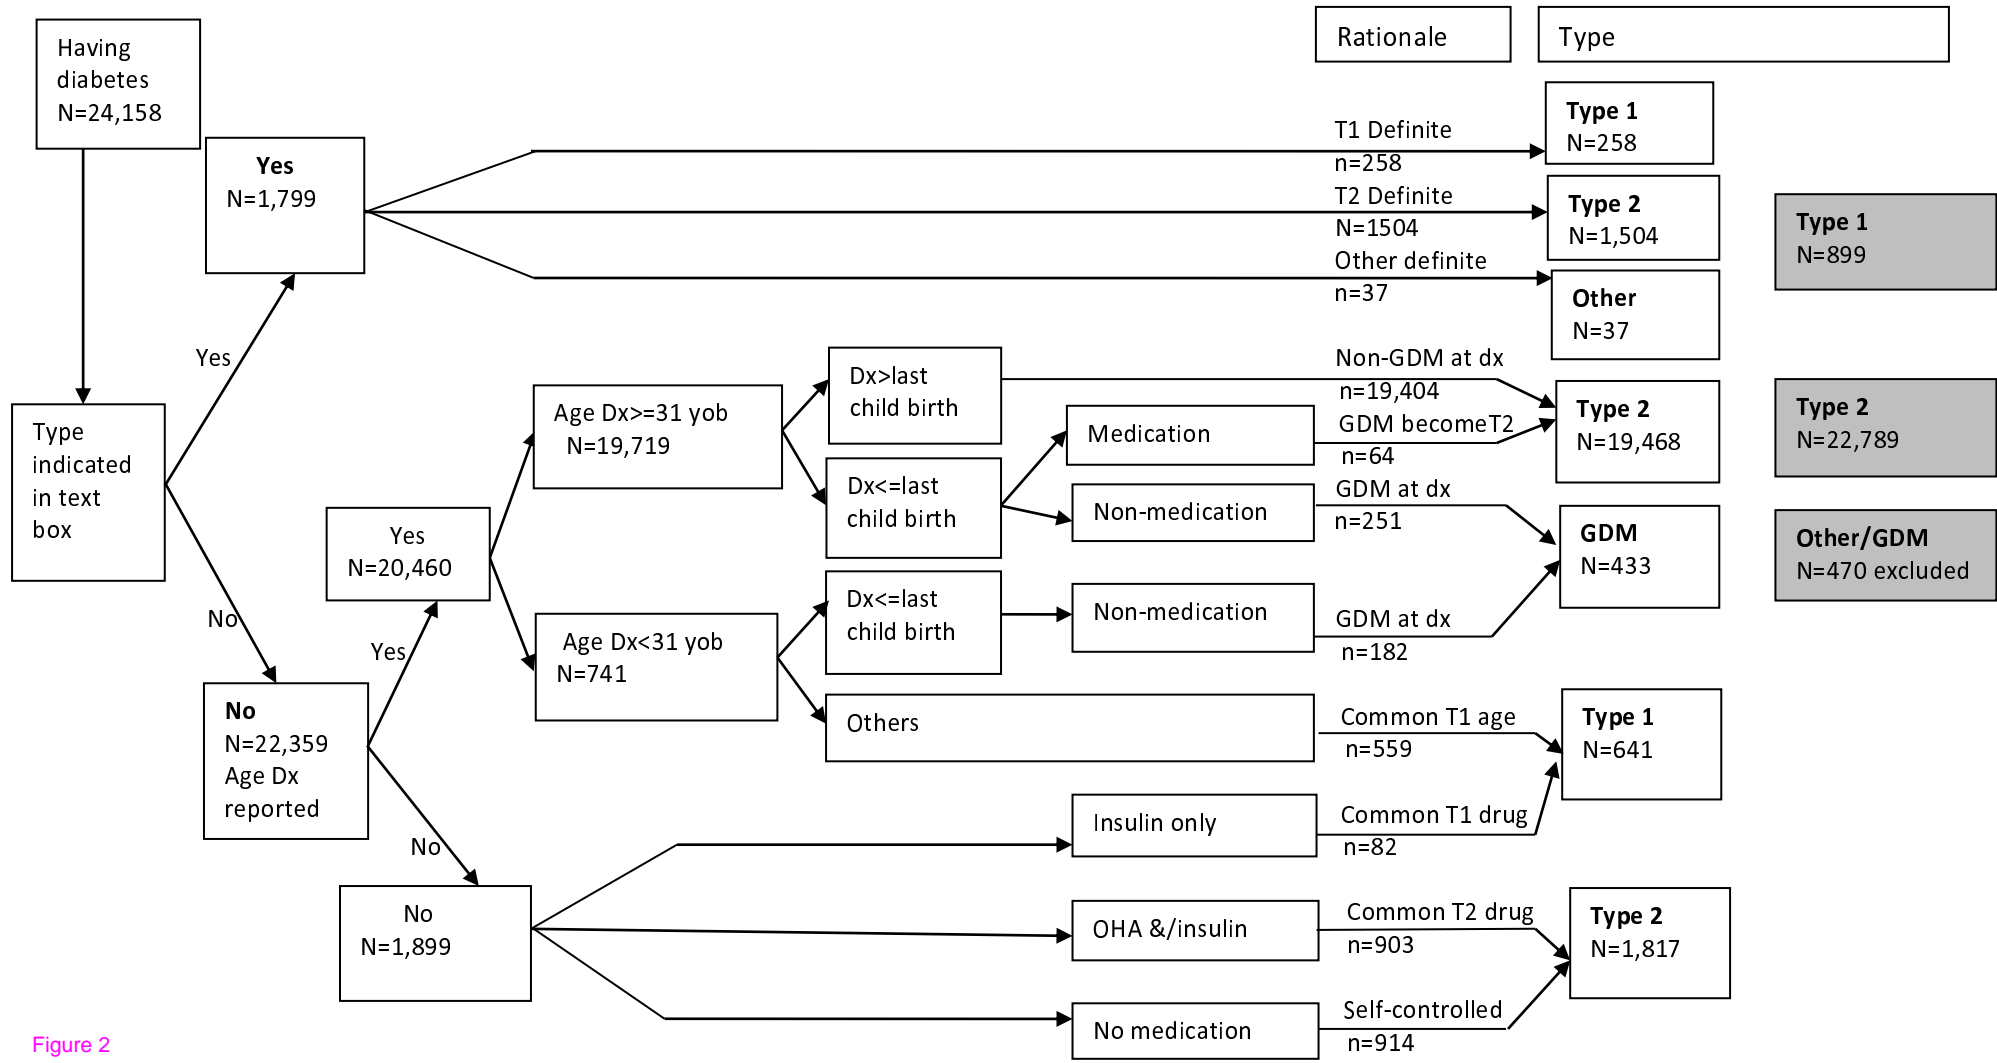 Rationale
Type
Having
diabetes
N=24,158
Yes
N=1,799
T1 Definite
n=258
T2 Definite
N=1504
Other definite
n=37
Type 1
N=258
Type 2
N=1,504
Other
N=37
Type 1
N=899
Yes
Type
indicated
in text
box
No
No
N=22,359
Age Dx
reported
Yes
No
Yes
N=20,460
Age Dx>=31 yob
N=19,719
Age Dx<31 yob
N=741
Dx>last
child birth
Dx<=last
child birth
Medication
Non-medication
Non-GDM at dx
n=19,404
GDM becomeT2
n=64
GDM at dx
n=251
Type 2
N=19,468
Type 2
N=22,789
Dx<=last
child birth
Non-medication
GDM at dx
n=182
GDM
N=433
Other/GDM
N=470 excluded
Others
Common T1 age
n=559
Type 1
N=641
No
N=1,899
Insulin only
Common T1 drug
n=82
OHA &/insulin
Common T2 drug
n=903
Type 2
N=1,817
No medication
Self-controlled
n=914
Figure 2